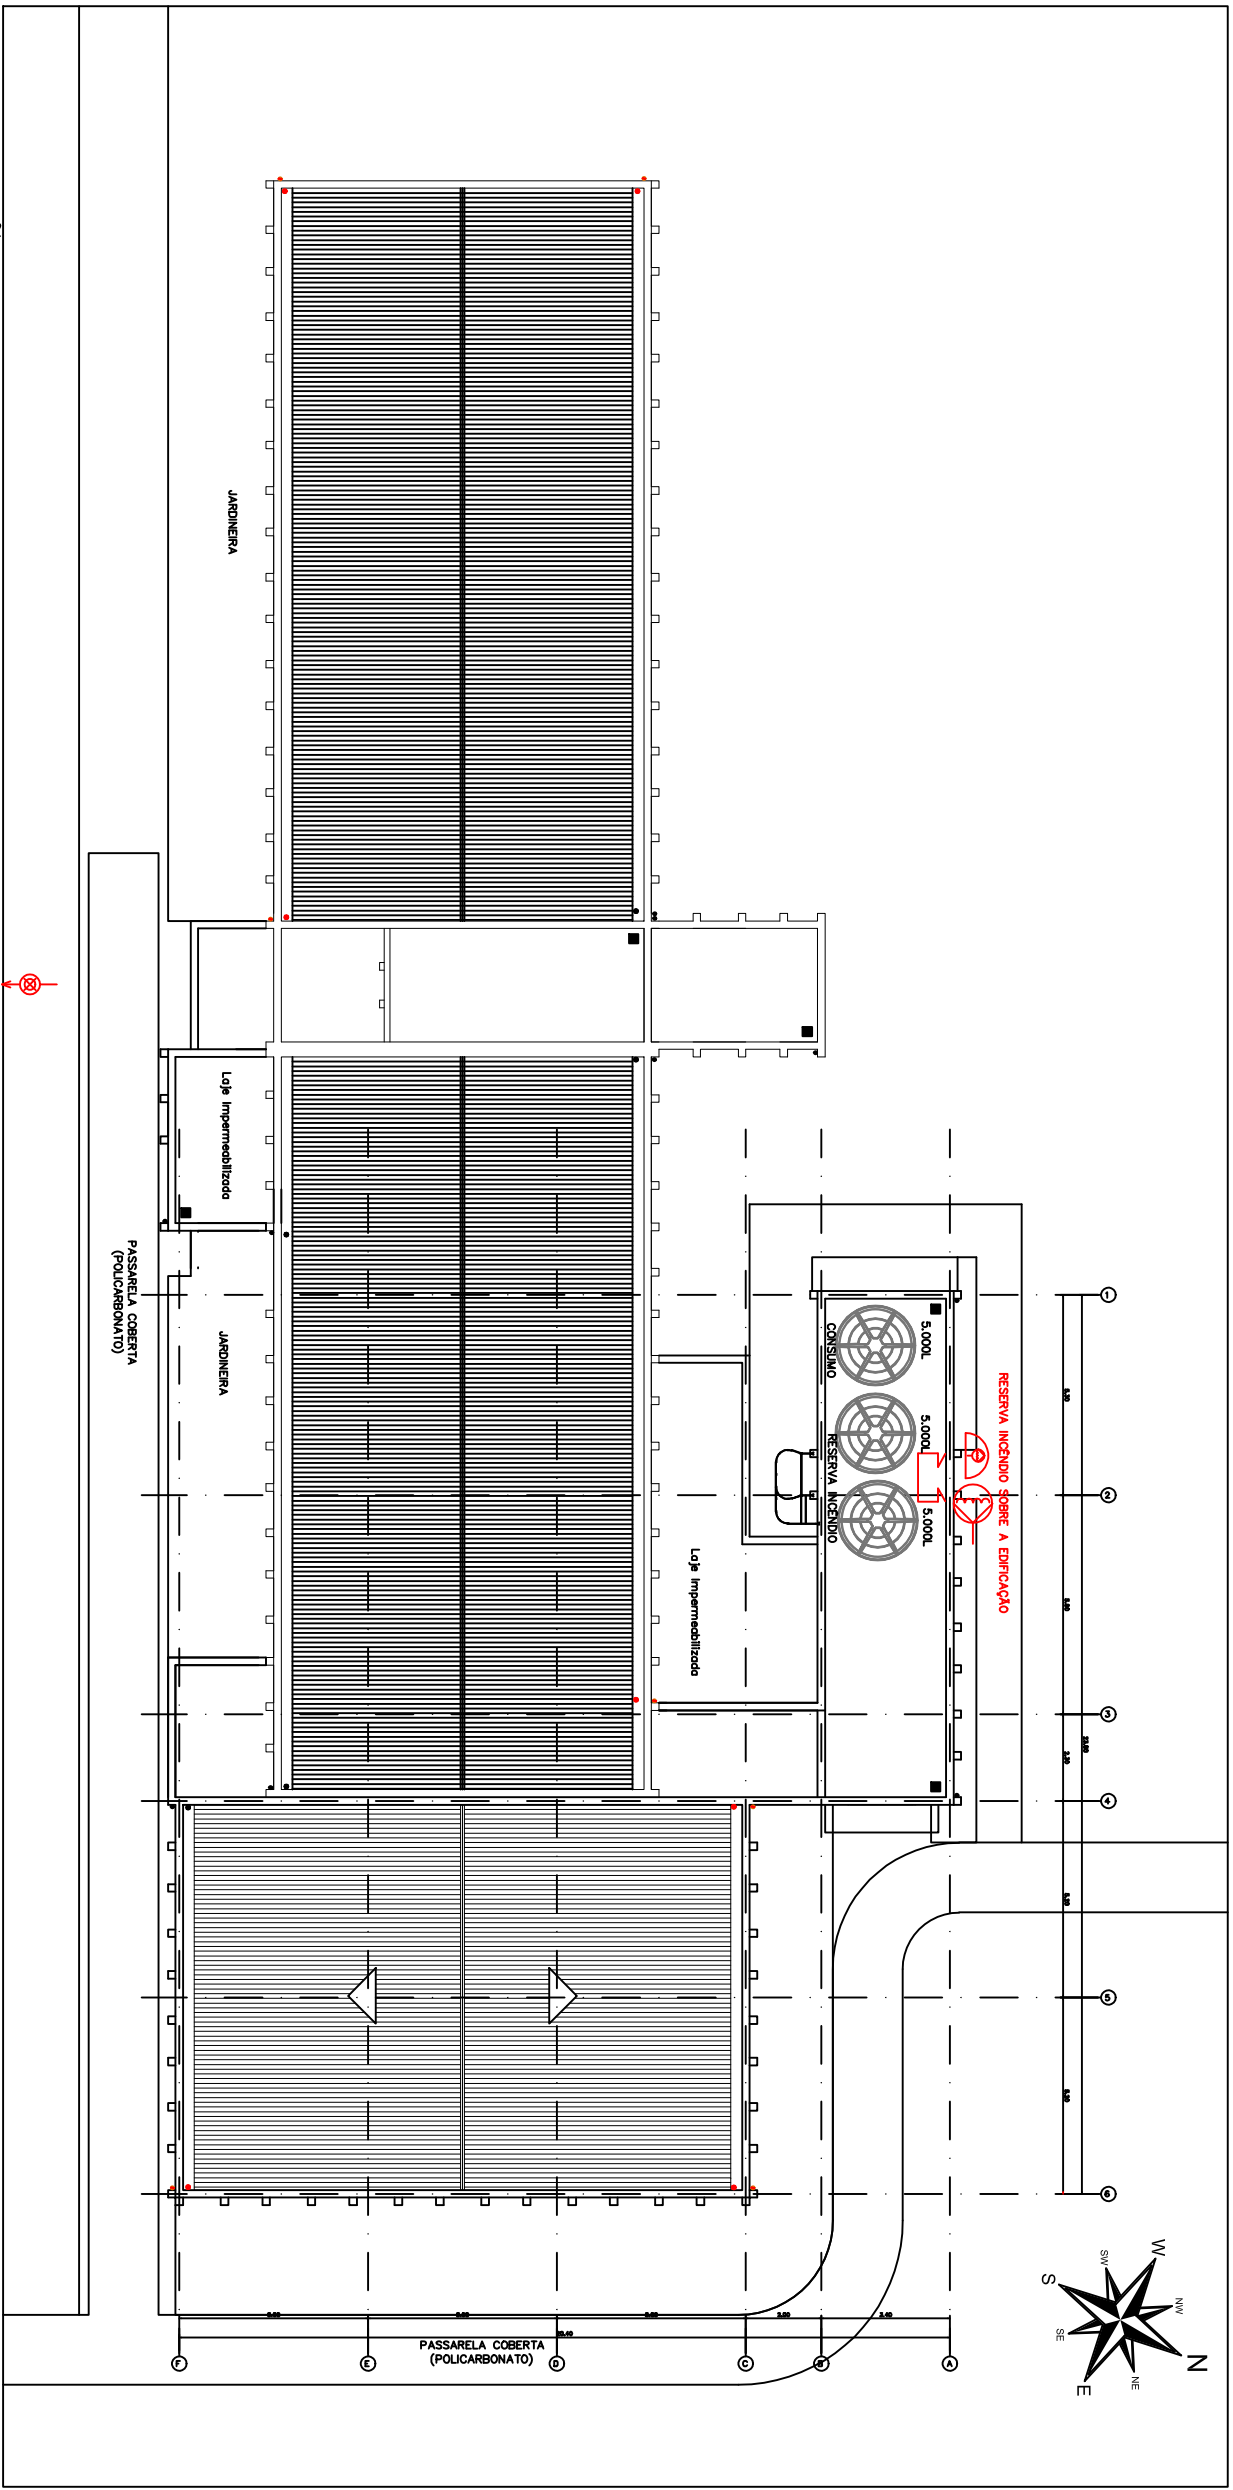 JARDINEIRA
Laje Impermeabilizada
PASSARELA COBERTA
(POLICARBONATO)
JARDINEIRA
5.000L
CONSUMO
5.000L
RESERVA INCÊNDIO
5.000L
RESERVA INCÊNDIO SOBRE A EDIFICAÇÃO
Laje Impermeabilizada
1
2
3
4
5
6
PASSARELA COBERTA
(POLICARBONATO)
F
E
D
C
B
A
W
NW
N
NE
E
SE
S
SW